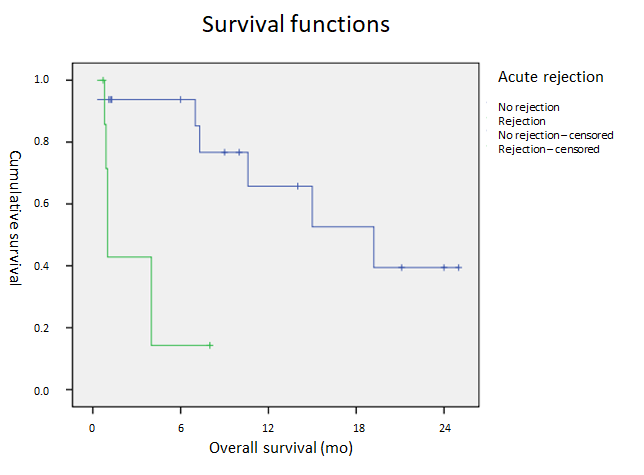 Survival functions
Acute rejection
No rejection
Rejection
No rejection – censored
Rejection – censored
Cumulative survival
1.0
0.8
0.6
0.4
0.2
0.0
0 6 12 18 24
Overall survival (mo)